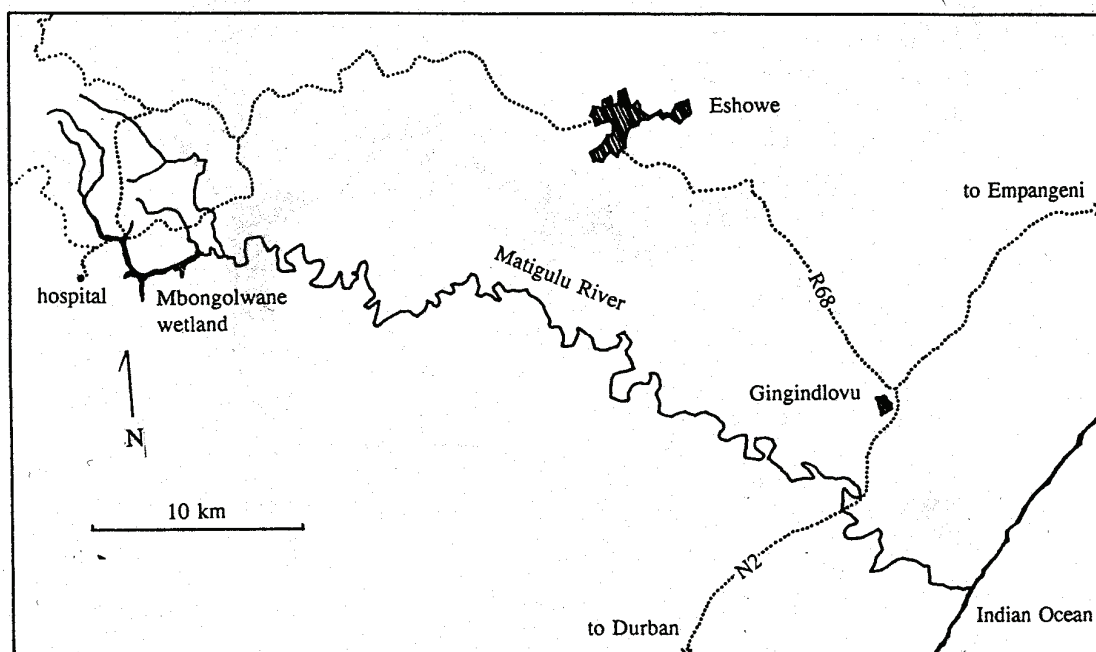 Eshowe
to Empangeni
Matigulu River
R68
hospital
Mbongolwane
wetland
N
Gingindlovu
10 km
N2
to Durban
Indian Ocean